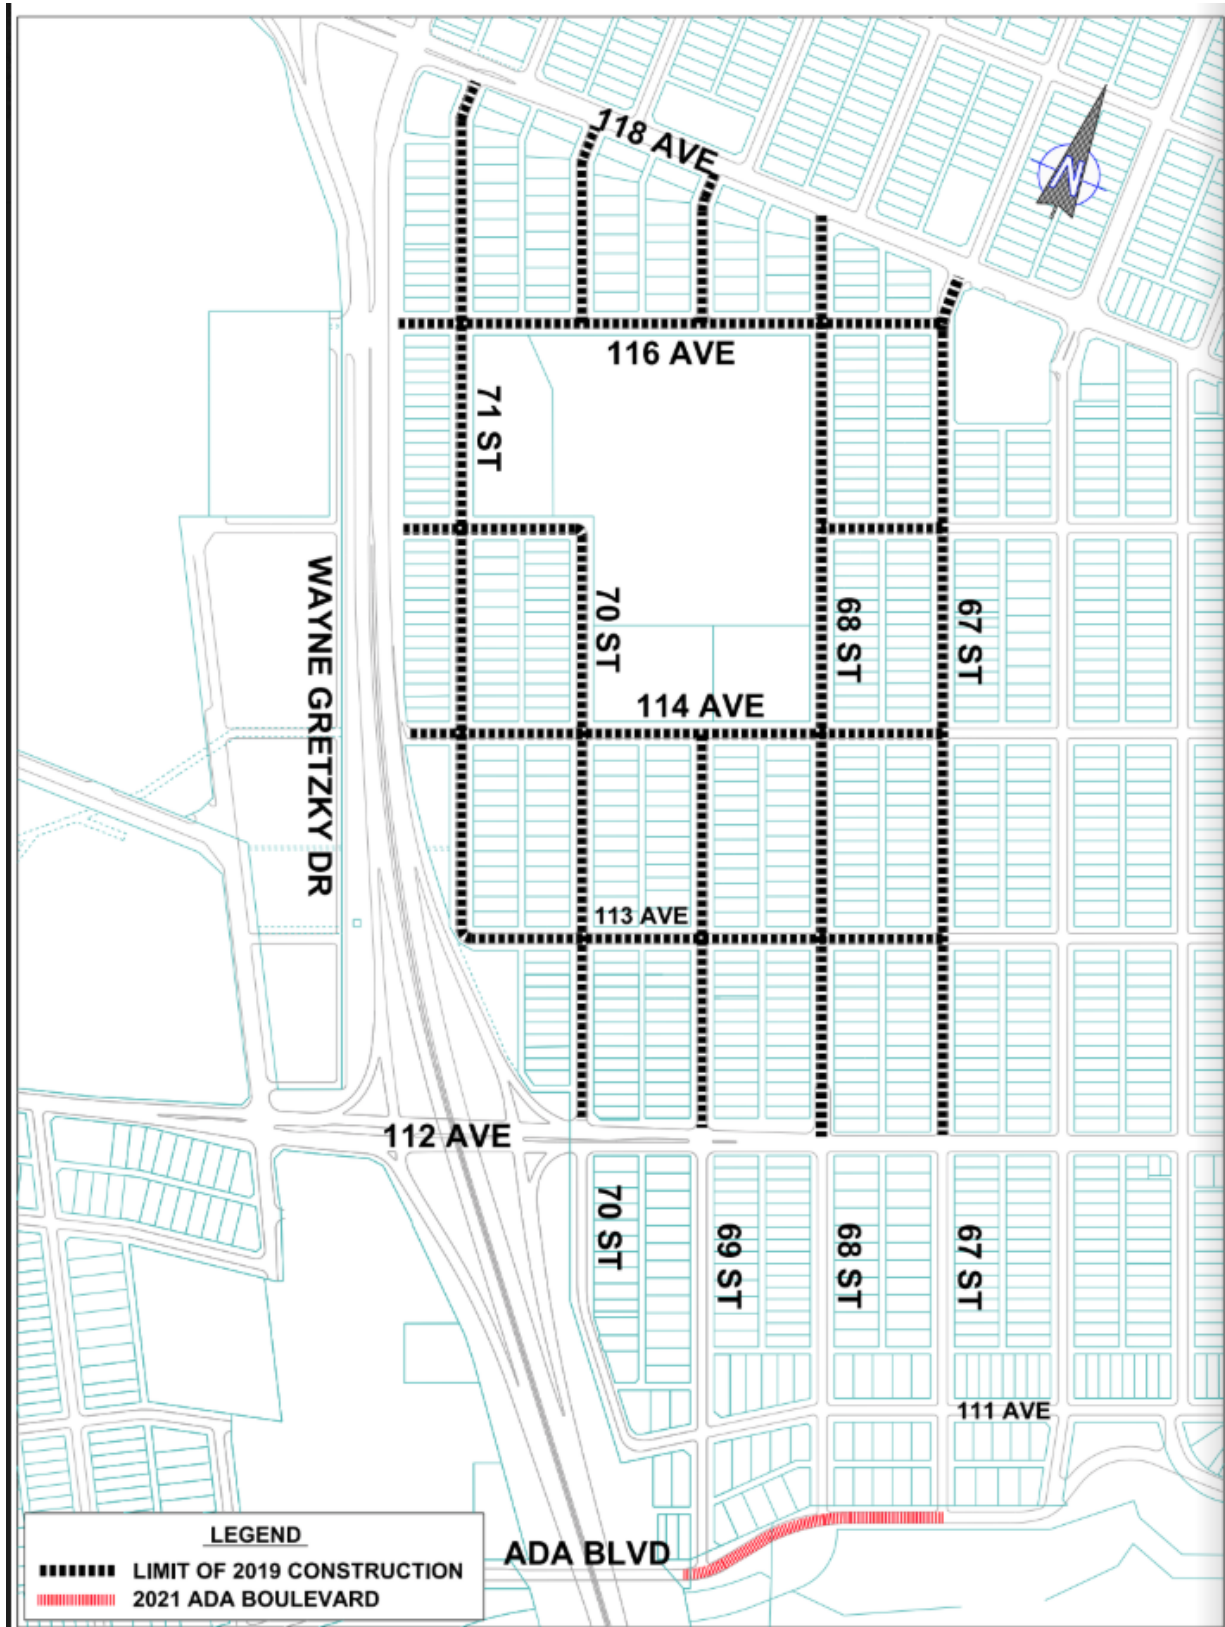 118 AVE
N
116 AVE
71 ST
WAYNE GRETZKY DR
70 ST
68 ST
67 ST
114 AVE
113 AVE
112 AVE
70 ST
69 ST
68 ST
67 ST
111 AVE
ADA BLVD
LEGEND
LIMIT OF 2019 CONSTRUCTION
2021 ADA BOULEVARD